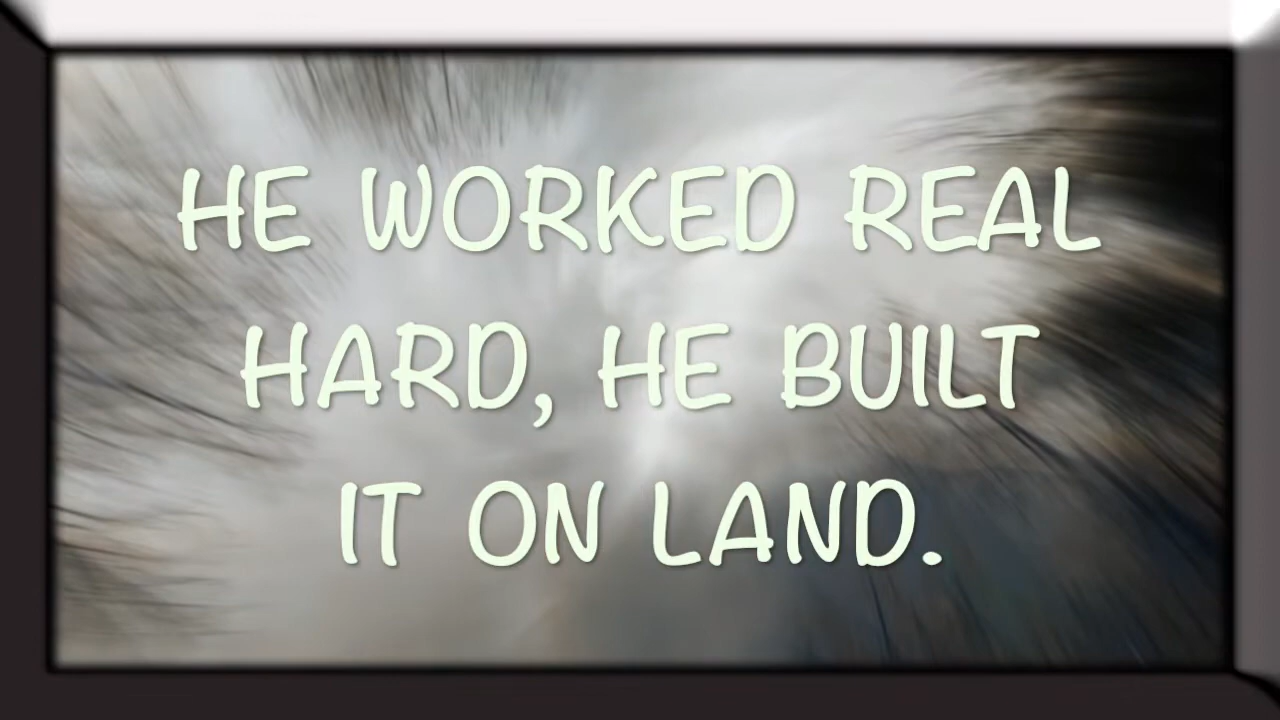 HE WORKED REAL
HARD, HE BUILT
IT ON LAND.